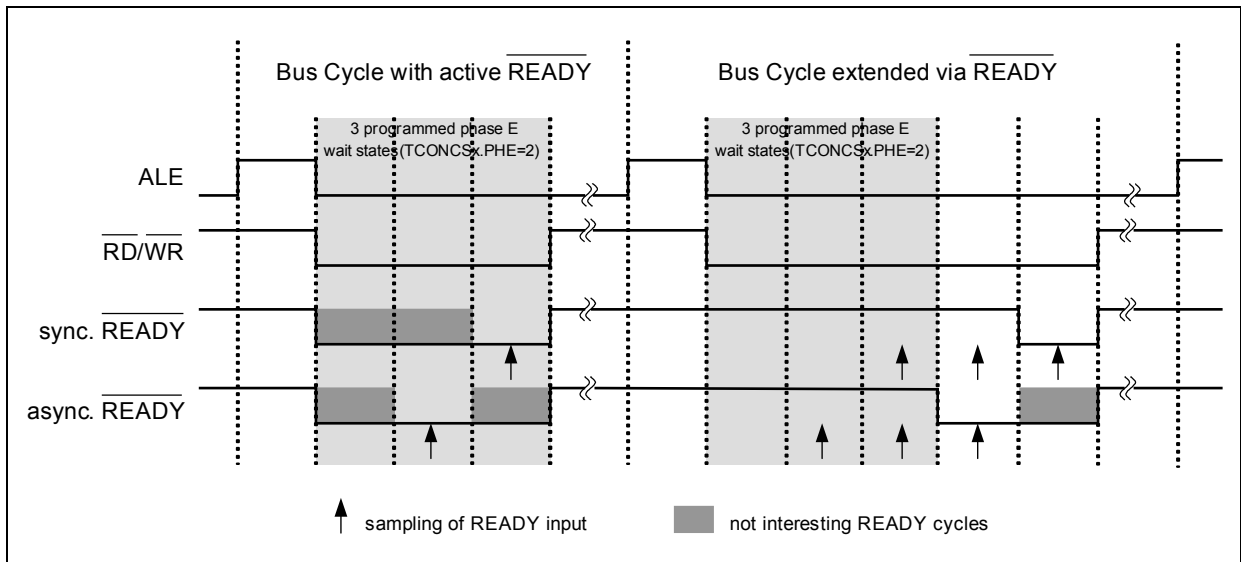 Bus Cycle with active READY
Bus Cycle extended via READY
3 programmed phase E
wait states(TCONCSx.PHE=2)
3 programmed phase E
wait states(TCONCSx.PHE=2)
ALE
RD/WR
sync. READY
async. READY
sampling of READY input
not interesting READY cycles